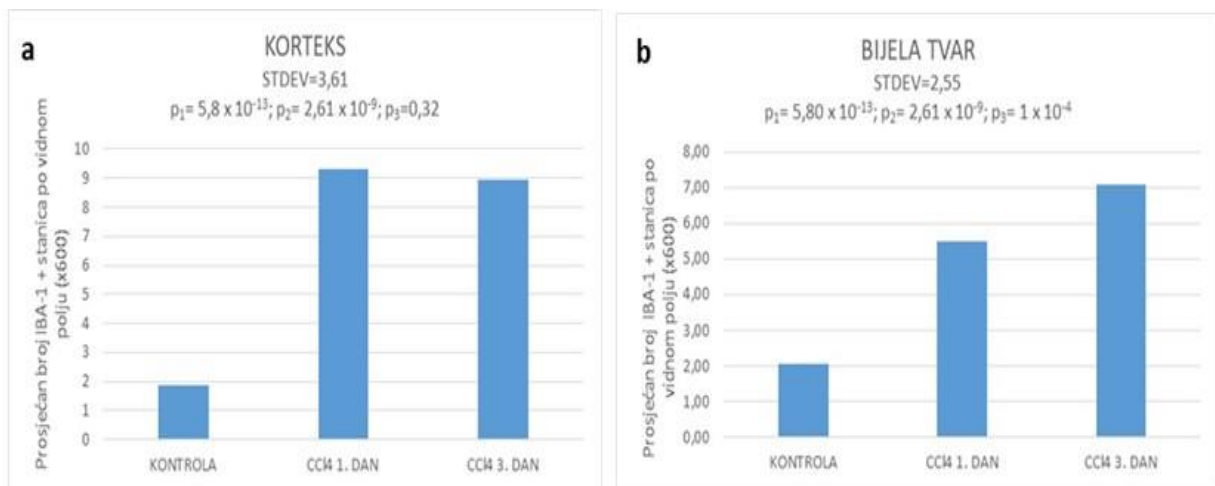 a
KORTEKS
STDEV=3,61
p₁= 5,8 x 10⁻¹³; p₂= 2,61 x 10⁻⁹; p₃=0,32
Prosječan broj IBA-1 + stanica po vidnom
polju (x600)
10
9
8
7
6
5
4
3
2
1
0
KONTROLA
CCl4 1. DAN
CCl4 3. DAN
b
BIJELA TVAR
STDEV=2,55
p₁= 5,80 x 10⁻¹³; p₂= 2,61 x 10⁻⁹; p₃= 1 x 10⁻⁴
Prosječan broj IBA-1 + stanica po
vidnom polju (x600)
8,00
7,00
6,00
5,00
4,00
3,00
2,00
1,00
0,00
KONTROLA
CCl4 1. DAN
CCl4 3. DAN